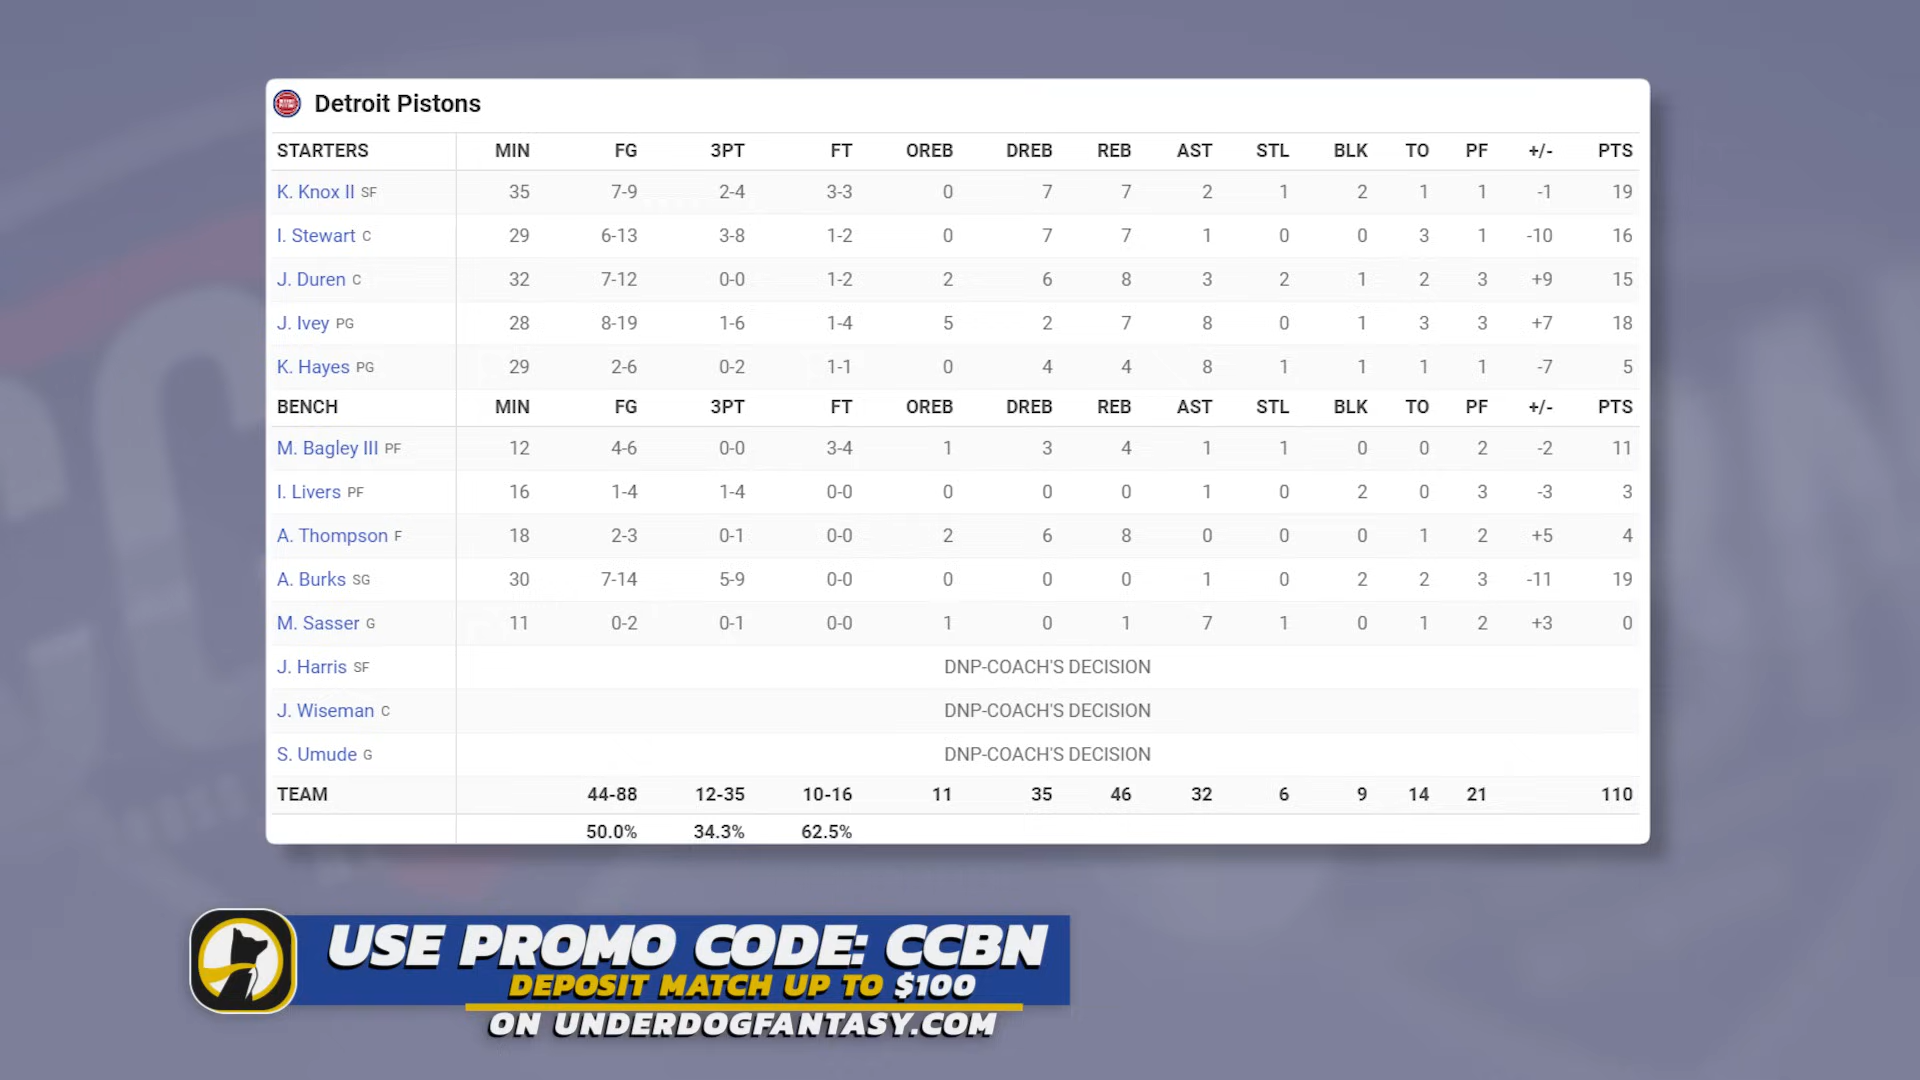 Detroit Pistons
STARTERS MIN FG 3PT FT OREB DREB REB AST STL BLK TO PF +/- PTS
K. Knox II SF 35 7-9 2-4 3-3 0 7 7 2 1 2 1 1 -1 19
I. Stewart C 29 6-13 3-8 1-2 0 7 7 1 0 0 3 1 -10 16
J. Duren C 32 7-12 0-0 1-2 2 6 8 3 2 1 2 3 +9 15
J. Ivey PG 28 8-19 1-6 1-4 5 2 7 8 0 1 3 3 +7 18
K. Hayes PG 29 2-6 0-2 1-1 0 4 4 8 1 1 1 1 -7 5
BENCH MIN FG 3PT FT OREB DREB REB AST STL BLK TO PF +/- PTS
M. Bagley III PF 12 4-6 0-0 3-4 1 3 4 1 1 0 0 2 -2 11
I. Livers PF 16 1-4 1-4 0-0 0 0 0 1 0 2 0 3 -3 3
A. Thompson F 18 2-3 0-1 0-0 2 6 8 0 0 0 1 2 +5 4
A. Burks SG 30 7-14 5-9 0-0 0 0 0 1 0 2 2 3 -11 19
M. Sasser G 11 0-2 0-1 0-0 1 0 1 7 1 0 1 2 +3 0
J. Harris SF DNP-COACH'S DECISION
J. Wiseman C DNP-COACH'S DECISION
S. Umude G DNP-COACH'S DECISION
TEAM 44-88 12-35 10-16 11 35 46 32 6 9 14 21 110
50.0% 34.3% 62.5%
USE PROMO CODE: CCBN
DEPOSIT MATCH UP TO $100
ON UNDERDOGFANTASY.COM